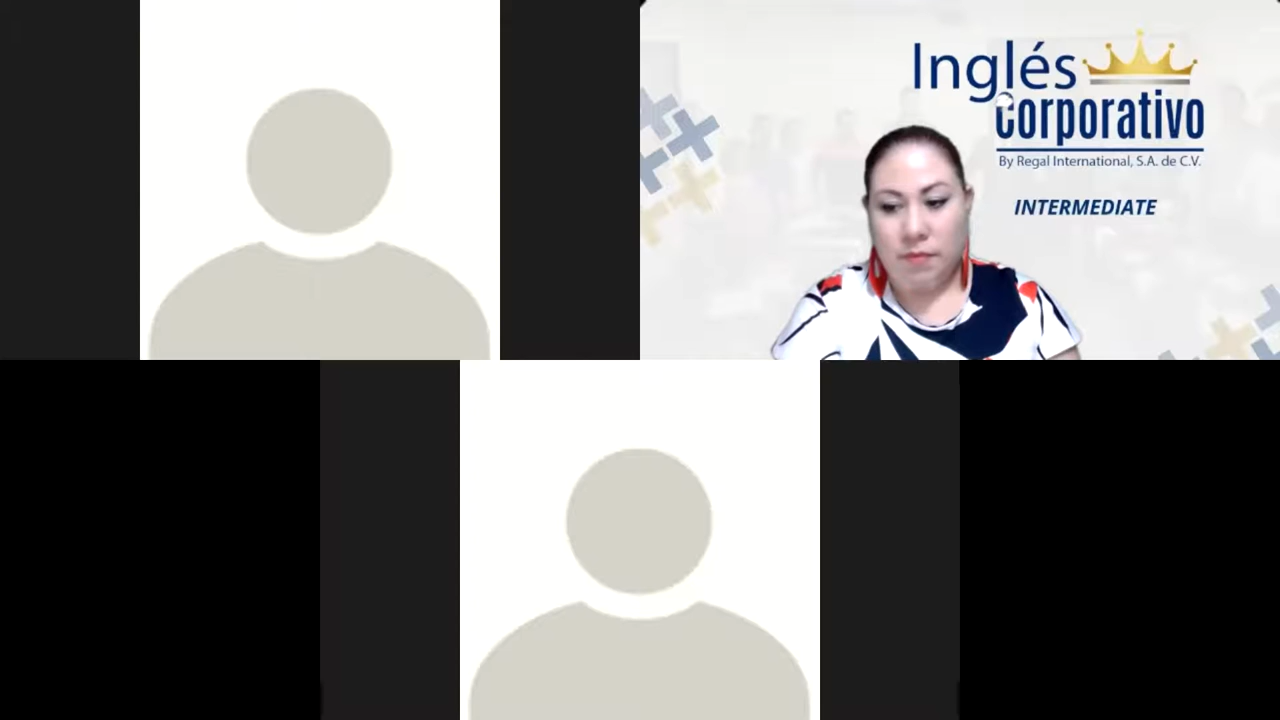 Inglés
corporativo
By Regal International, S.A. de C.V.
INTERMEDIATE